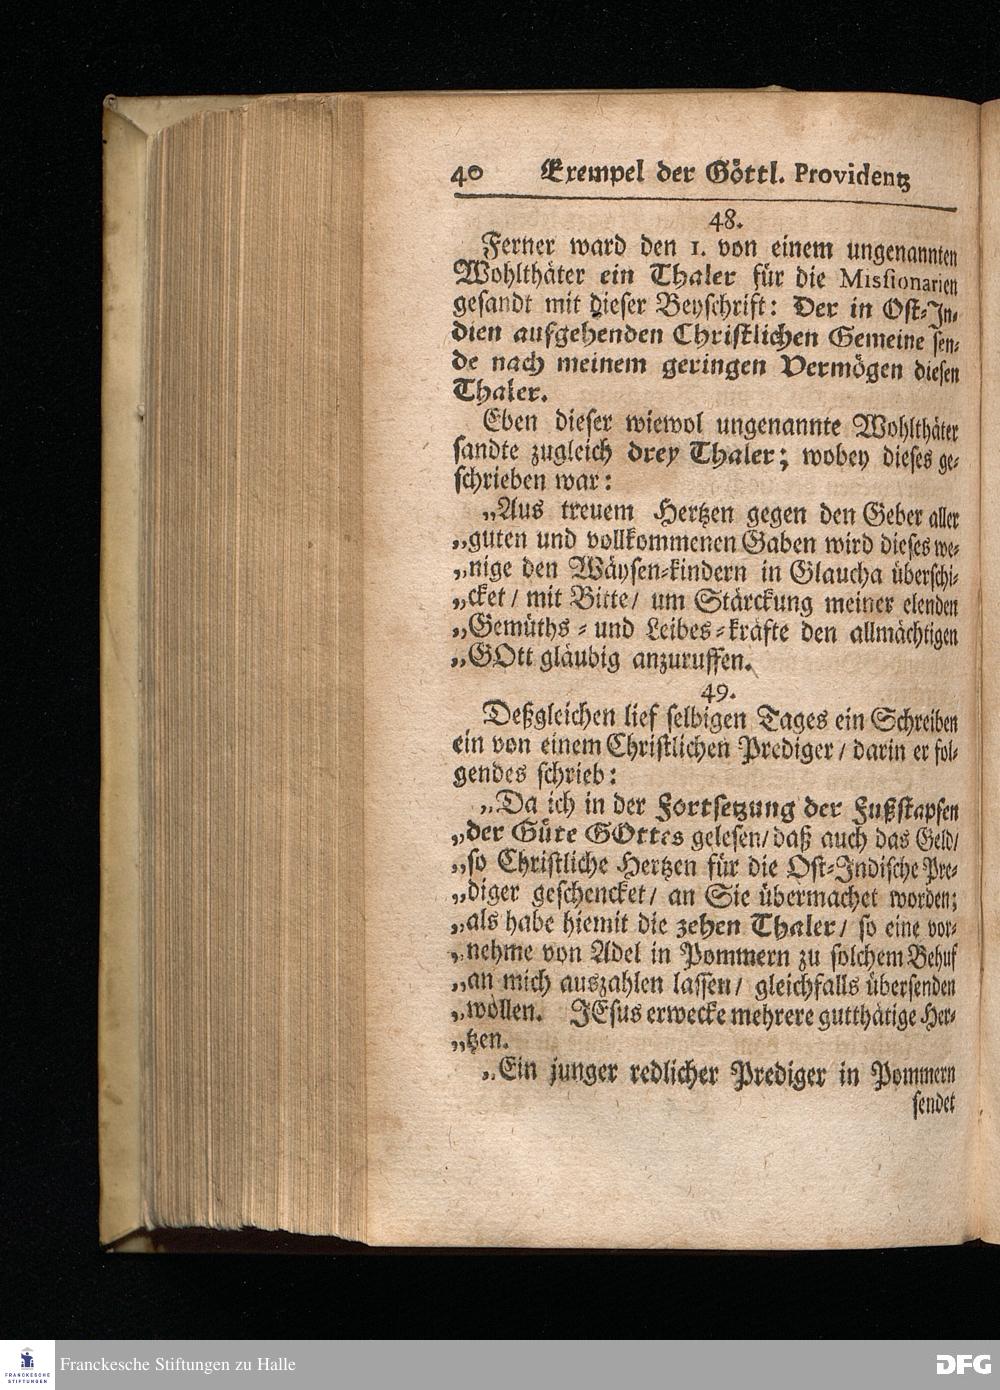 40 Exempel der Göttl. Providentz
48.
Ferner ward den 1. von einem ungenannten
Wohlthäter ein Thaler für die Missionarien
gesandt mit dieser Beyschrift: Der in Ost-In-
dien aufgehenden Christlichen Gemeine sen-
de nach meinem geringen Vermögen diesen
Thaler.
Eben dieser wiewol ungenannte Wohlthäter
sandte zugleich drey Thaler; wobey dieses ge-
schrieben war:
„Aus treuem Hertzen gegen den Geber aller
„guten und vollkommenen Gaben wird dieses we-
„nige den Wäysen-kindern in Glaucha überschi-
„cket/ mit Bitte/ um Stärckung meiner elenden
„Gemüths- und Leibes-kräfte den allmächtigen
„GOtt gläubig anzuruffen.
49.
Deßgleichen lief selbigen Tages ein Schreiben
ein von einem Christlichen Prediger/ darin er fol-
gendes schrieb:
„Da ich in der Fortsetzung der Fußstapfen
„der Güte GOttes gelesen/ daß auch das Geld/
„so Christliche Hertzen für die Ost-Indische Pre-
„diger geschencket/ an Sie übermachet worden;
„als habe hiemit die zehen Thaler/ so eine vor-
„nehme von Adel in Pommern zu solchem Behuf
„an mich auszahlen lassen/ gleichfalls übersenden
„wollen. JEsus erwecke mehrere gutthätige Her-
„tzen.
„Ein junger redlicher Prediger in Pommern
sendet
FRANCKESCHE
STIFTUNGEN
Franckesche Stiftungen zu Halle
DFG